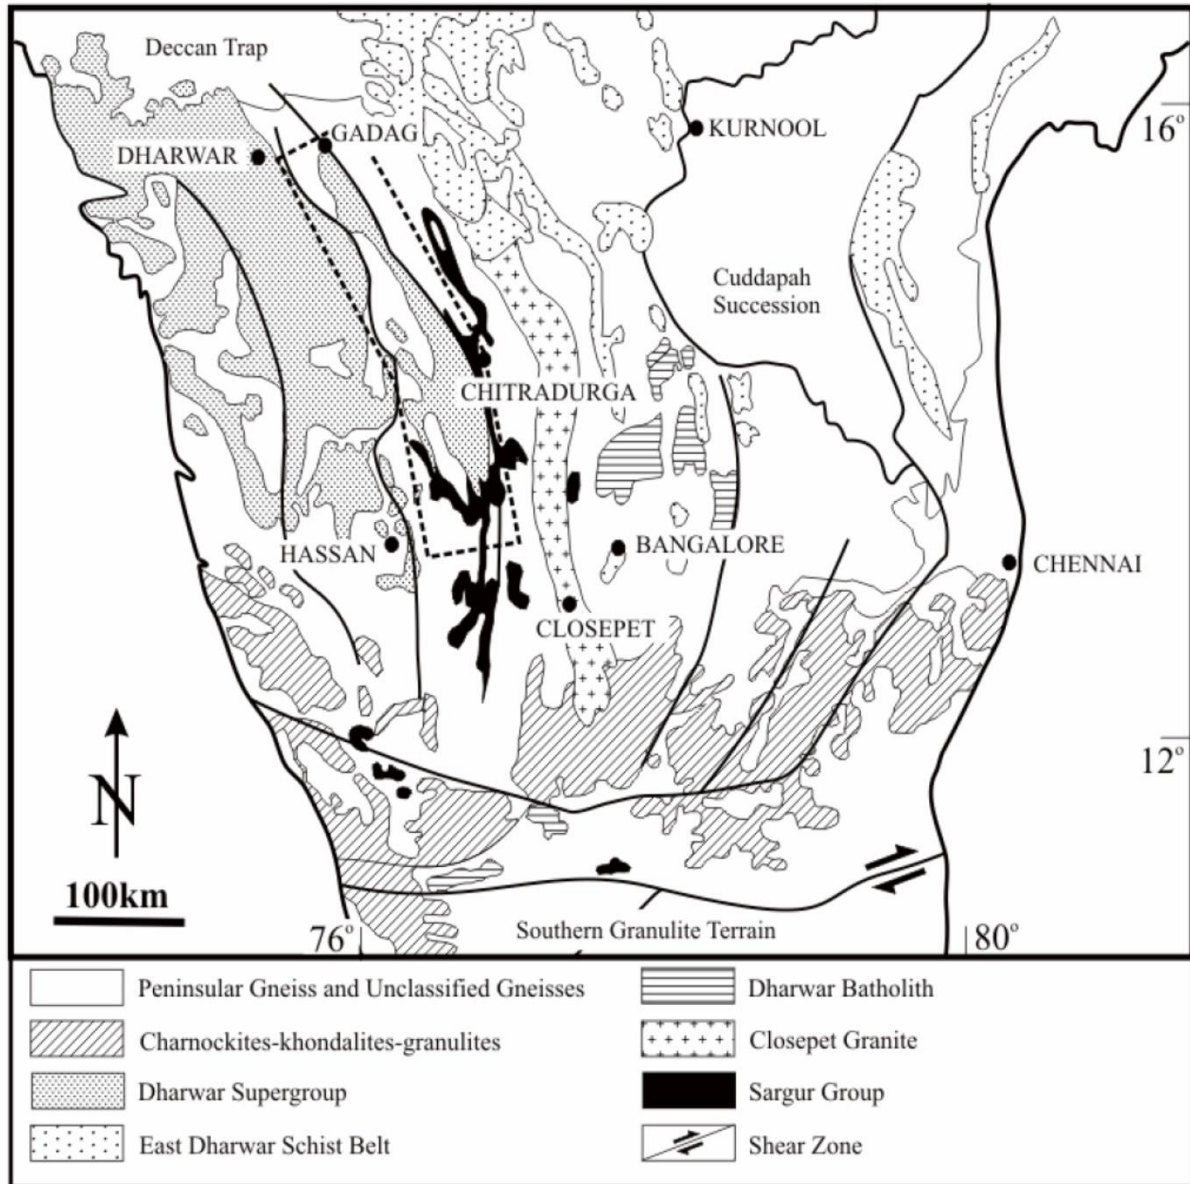 Deccan Trap
GADAG
KURNOOL
16°
DHARWAR
Cuddapah
Succession
CHITRADURGA
HASSAN
BANGALORE
CHENNAI
CLOSEPET
12°
N
100km
76°
Southern Granulite Terrain
80°
Peninsular Gneiss and Unclassified Gneisses
Dharwar Batholith
Charnockites-khondalites-granulites
Closepet Granite
Dharwar Supergroup
Sargur Group
East Dharwar Schist Belt
Shear Zone